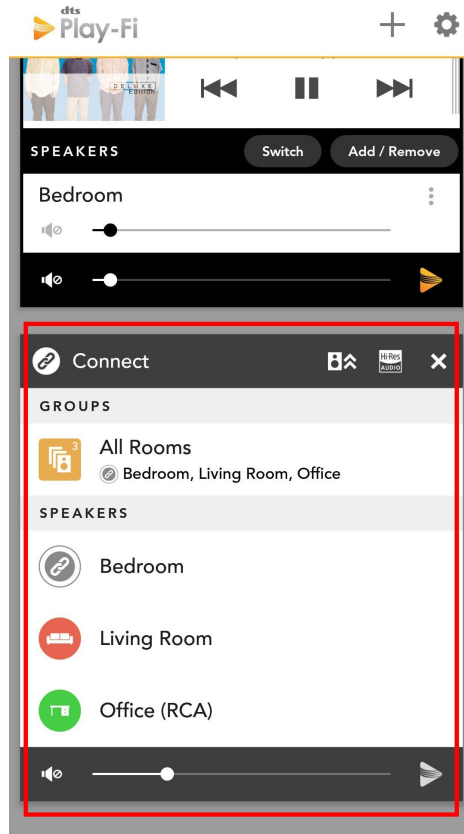 dts
Play-Fi
DELUXE
Edition
SPEAKERS
Switch
Add / Remove
Bedroom
Connect
Hi-Res
AUDIO
GROUPS
3
All Rooms
Bedroom, Living Room, Office
SPEAKERS
Bedroom
Living Room
Office (RCA)